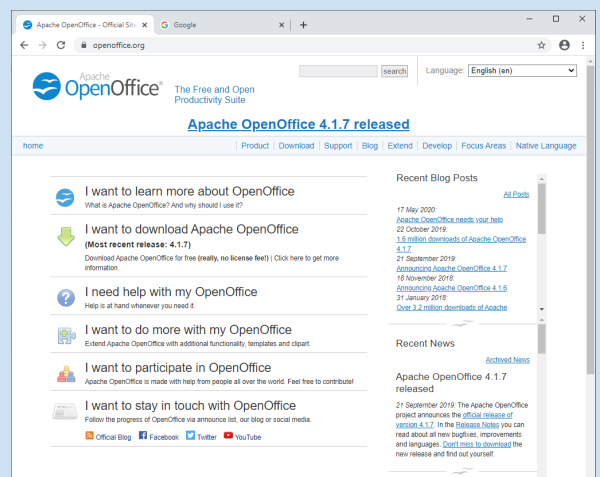 Apache OpenOffice - Official Site
Google
openoffice.org
Apache
OpenOffice®
The Free and Open
Productivity Suite
search
Language: English (en)
Apache OpenOffice 4.1.7 released
home
Product | Download | Support | Blog | Extend | Develop | Focus Areas | Native Language
I want to learn more about OpenOffice
What is Apache OpenOffice? And why should I use it?
I want to download Apache OpenOffice
(Most recent release: 4.1.7)
Download Apache OpenOffice for free (really, no license fee!) | Click here to get more
information.
I need help with my OpenOffice
Help is at hand whenever you need it.
I want to do more with my OpenOffice
Extend Apache OpenOffice with additional functionality, templates and clipart.
I want to participate in OpenOffice
Apache OpenOffice is made with help from people all over the world. Feel free to contribute!
I want to stay in touch with OpenOffice
Follow the progress of OpenOffice via announce list, our blog or social media.
Official Blog Facebook Twitter YouTube
Recent Blog Posts
All Posts
17 May 2020:
Apache OpenOffice needs your help
22 October 2019:
1.6 million downloads of Apache OpenOffice
4.1.7
21 September 2019:
Announcing Apache OpenOffice 4.1.7
18 November 2018:
Announcing Apache OpenOffice 4.1.6
31 January 2018:
Over 3.2 million downloads of Apache
Recent News
Archived News
Apache OpenOffice 4.1.7
released
21 September 2019: The Apache OpenOffice
project announces the official release of
version 4.1.7. In the Release Notes you can
read about all new bugfixes, improvements
and languages. Don't miss to download the
new release and find out yourself.